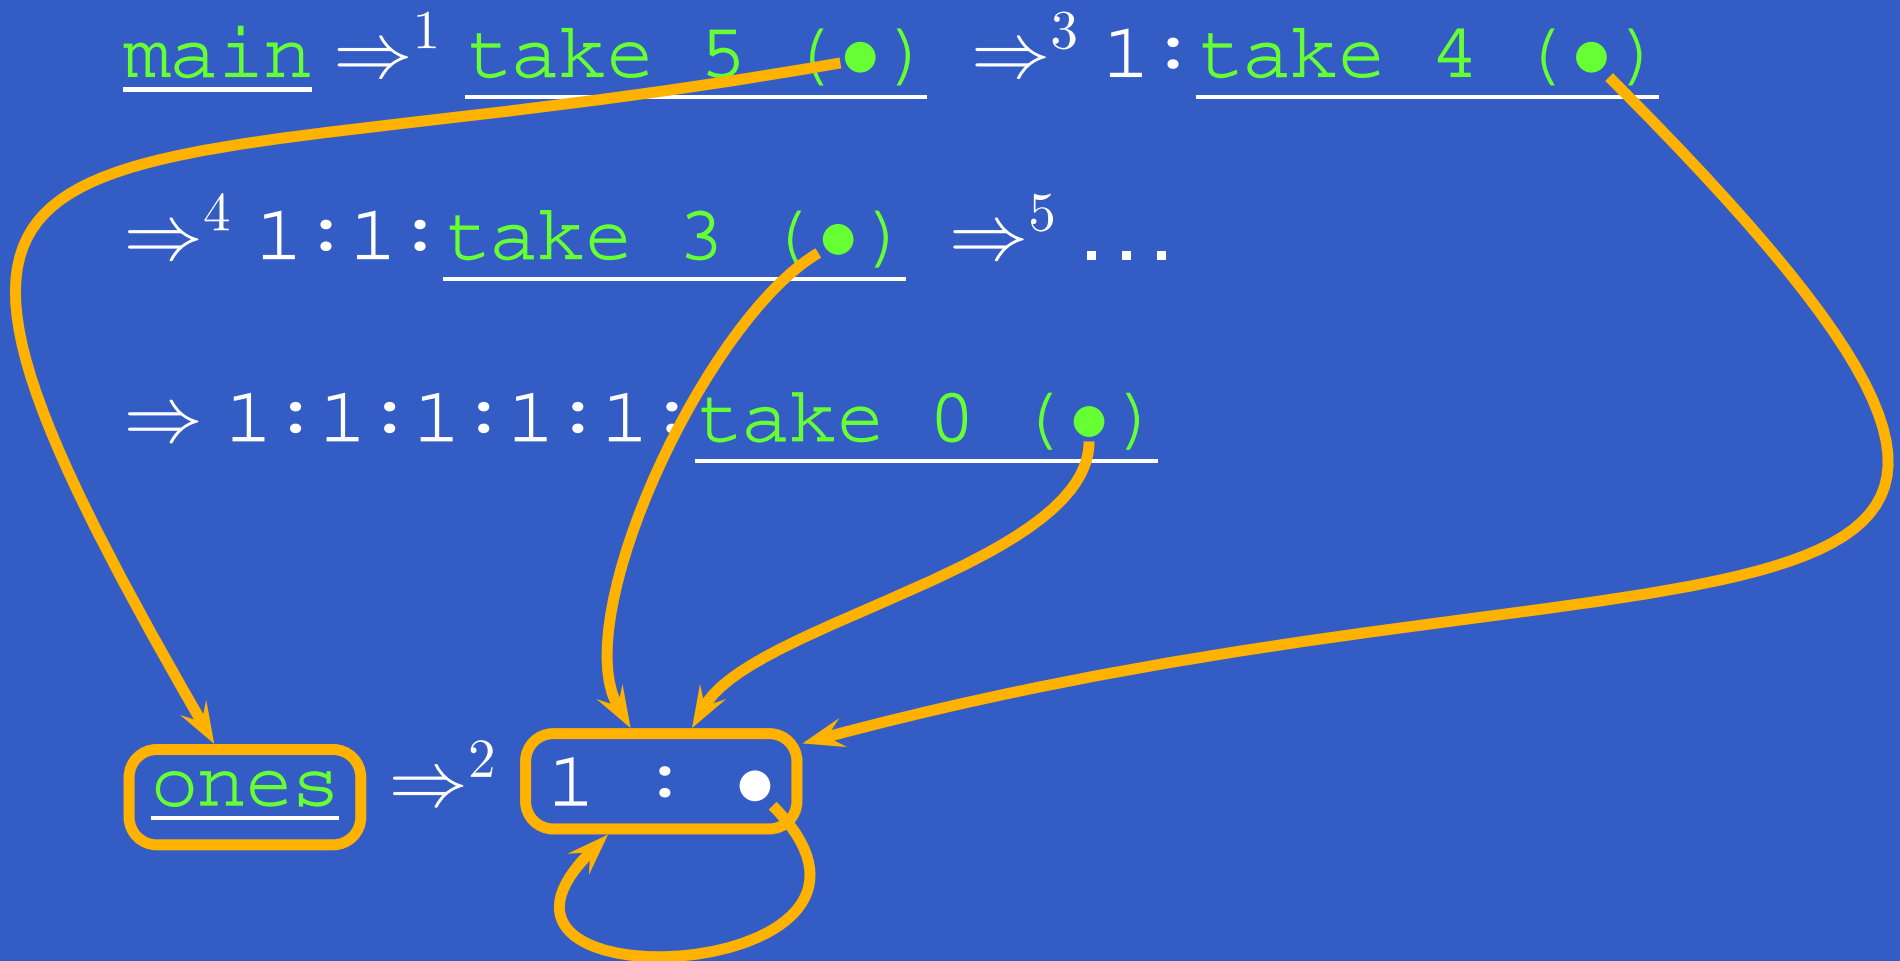 main ⇒1 take 5 (●) ⇒3 1:take 4 (●)
⇒4 1:1:take 3 (●) ⇒5 ...
⇒ 1:1:1:1:1:take 0 (●)
ones ⇒2 1 : ●